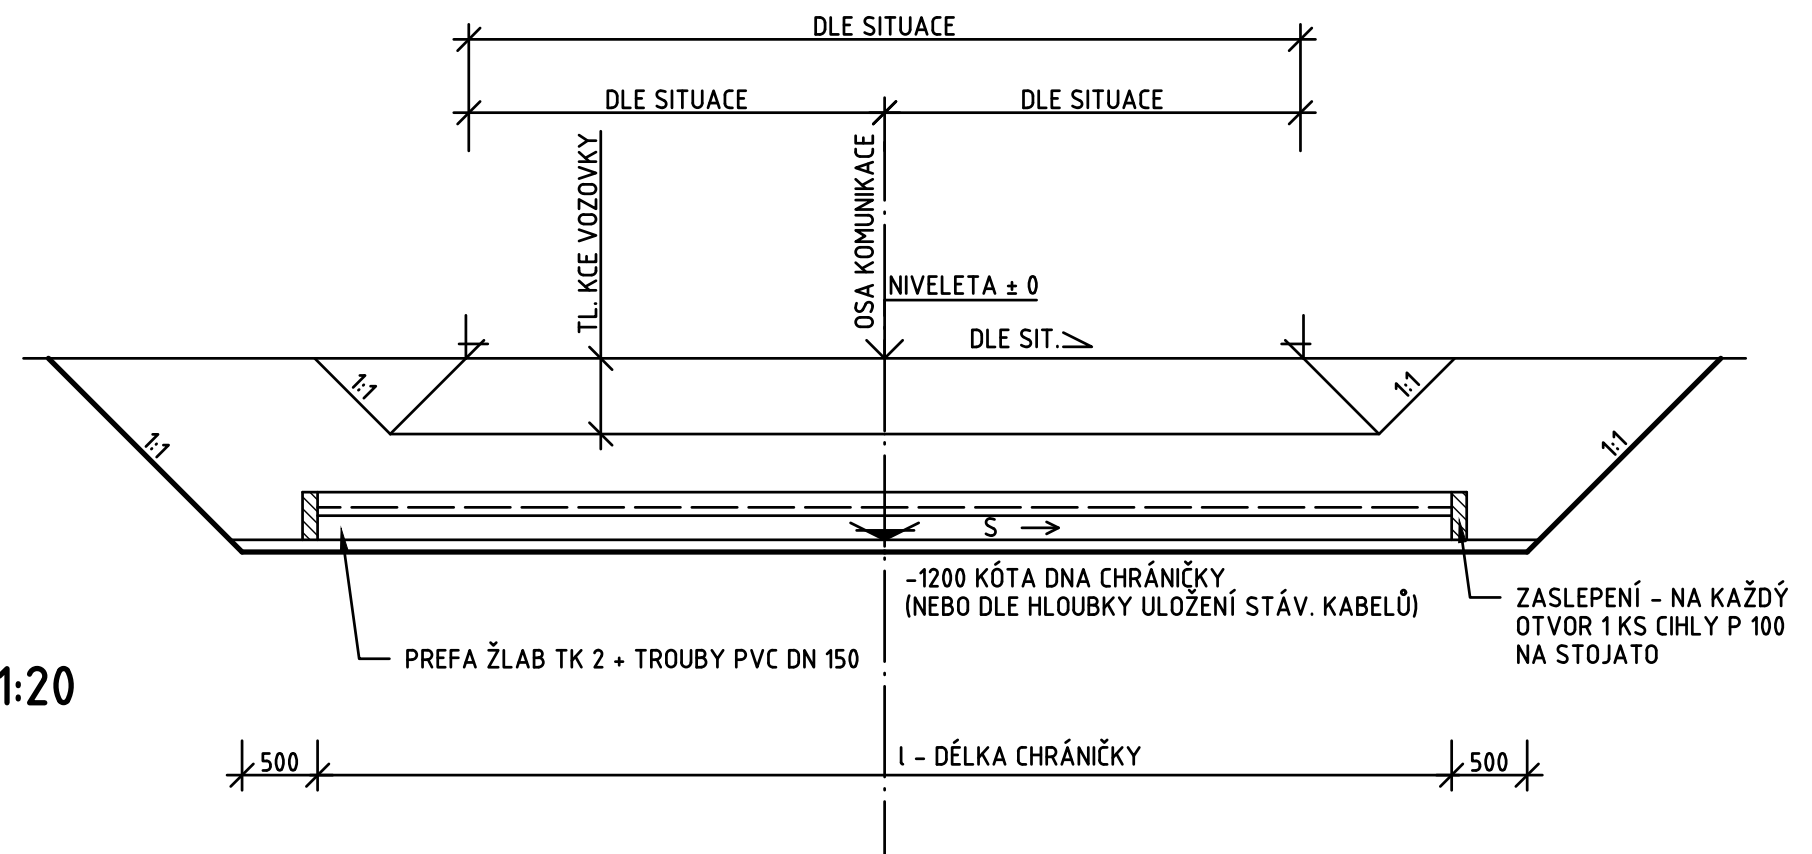 DLE SITUACE
DLE SITUACE
DLE SITUACE
TL. KCE VOZOVKY
OSA KOMUNIKACE
NIVELETA ± 0
DLE SIT.
1:1
1:1
1:1
1:1
S
-1200 KÓTA DNA CHRÁNIČKY
(NEBO DLE HLOUBKY ULOŽENÍ STÁV. KABELŮ)
ZASLEPENÍ - NA KAŽDÝ
OTVOR 1 KS CIHLY P 100
NA STOJATO
PREFA ŽLAB TK 2 + TROUBY PVC DN 150
1:20
500
l - DÉLKA CHRÁNIČKY
500